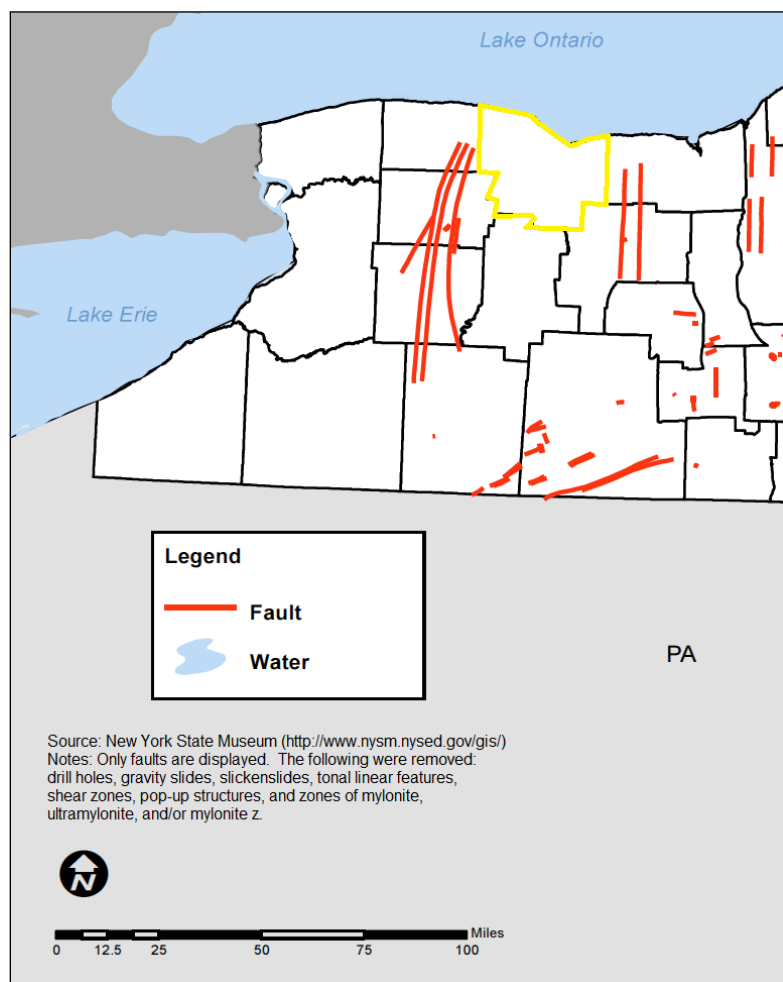 Lake Ontario
Lake Erie
Legend
Fault
Water
PA
Source: New York State Museum (http://www.nysm.nysed.gov/gis/)
Notes: Only faults are displayed.  The following were removed:
drill holes, gravity slides, slickenslides, tonal linear features,
shear zones, pop-up structures, and zones of mylonite,
ultramylonite, and/or mylonite z.
N
Miles
0 12.5 25 50 75 100